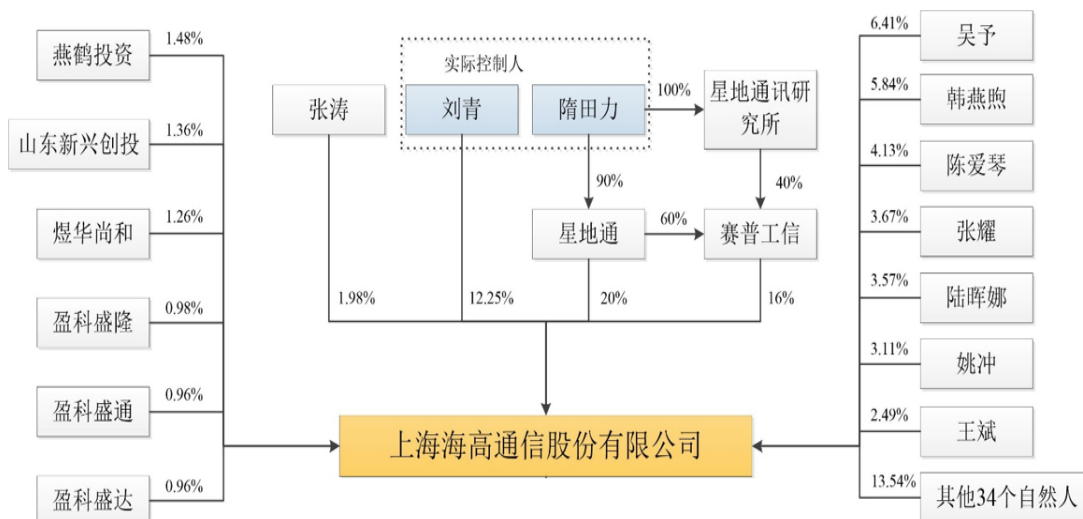 燕鹤投资
1.48%
山东新兴创投
1.36%
煜华尚和
1.26%
盈科盛隆
0.98%
盈科盛通
0.96%
盈科盛达
0.96%
实际控制人
张涛
刘青
隋田力
100%
星地通讯研
究所
90%
40%
星地通
60%
赛普工信
1.98%
12.25%
20%
16%
上海海高通信股份有限公司
6.41%
吴予
5.84%
韩燕煦
4.13%
陈爱琴
3.67%
张耀
3.57%
陆晖娜
3.11%
姚冲
2.49%
王斌
13.54%
其他34个自然人